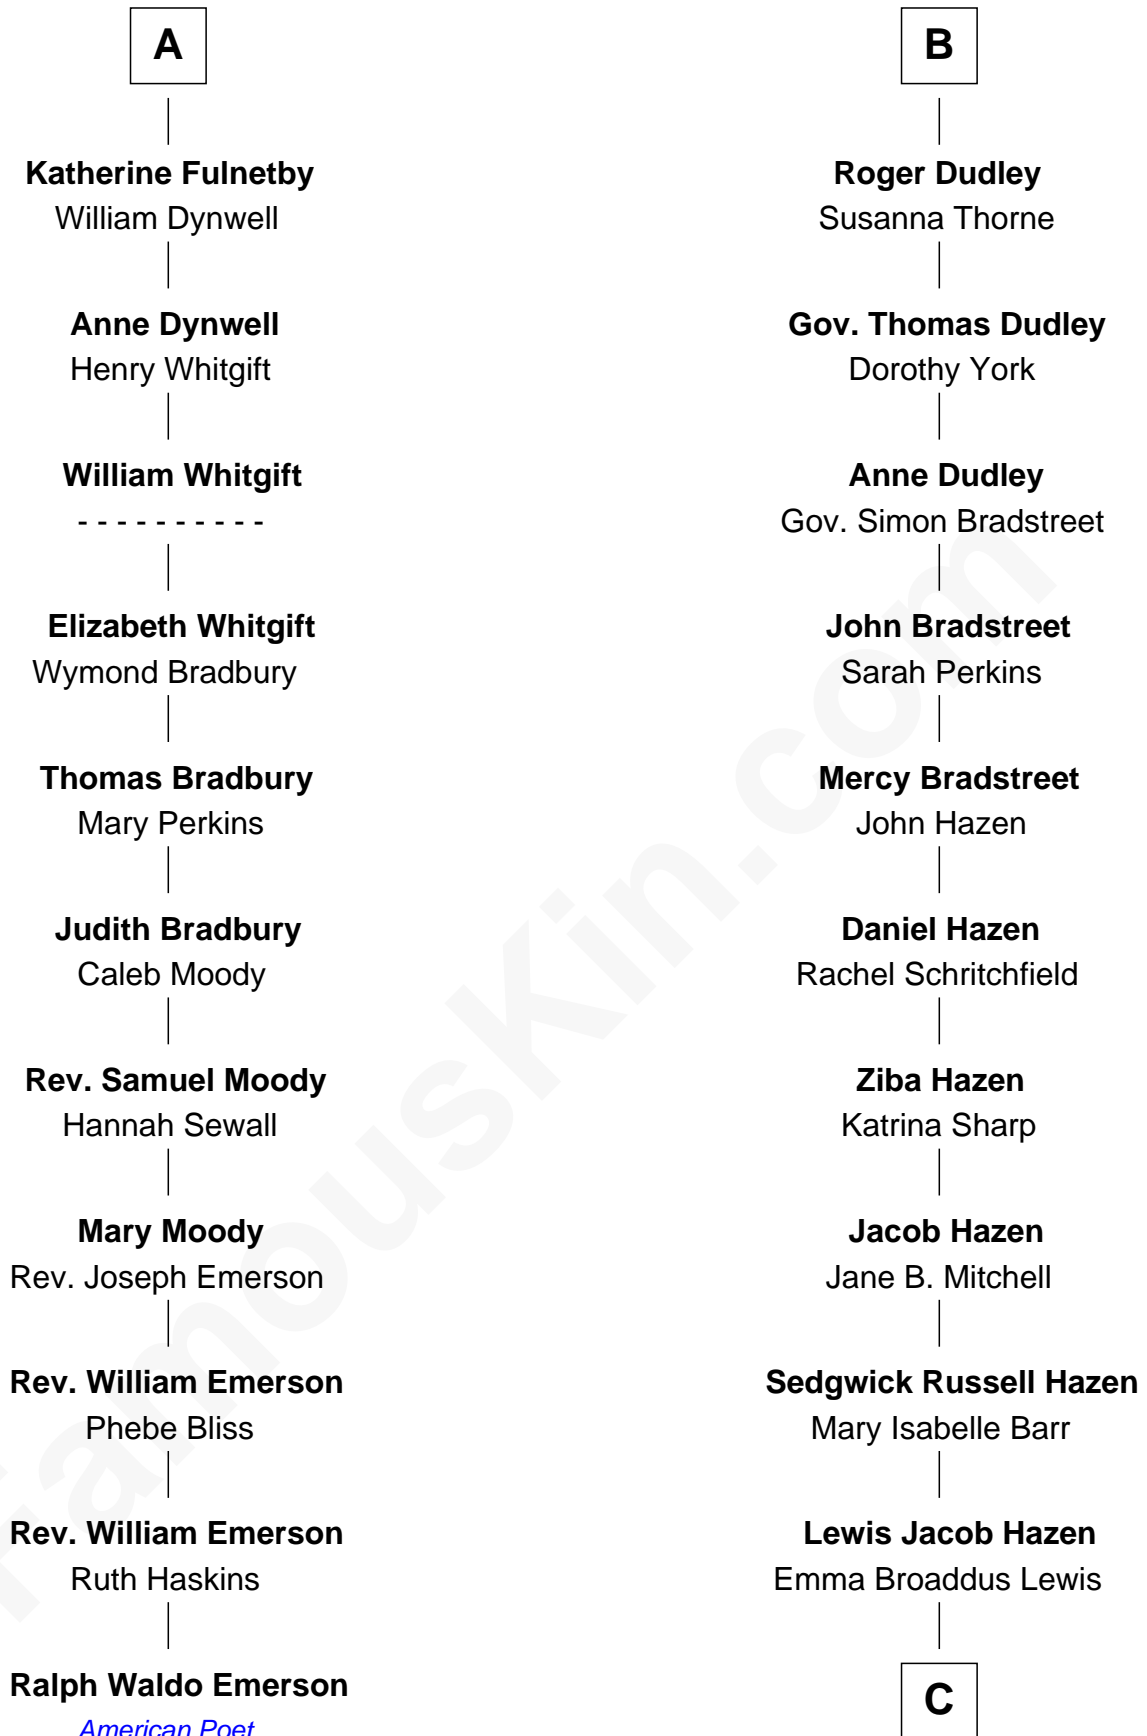 A
Katherine Fulnetby
William Dynwell
Anne Dynwell
Henry Whitgift
William Whitgift
- - - - - - - - - -
Elizabeth Whitgift
Wymond Bradbury
Thomas Bradbury
Mary Perkins
Judith Bradbury
Caleb Moody
Rev. Samuel Moody
Hannah Sewall
Mary Moody
Rev. Joseph Emerson
Rev. William Emerson
Phebe Bliss
Rev. William Emerson
Ruth Haskins
Ralph Waldo Emerson
American Poet
B
Roger Dudley
Susanna Thorne
Gov. Thomas Dudley
Dorothy York
Anne Dudley
Gov. Simon Bradstreet
John Bradstreet
Sarah Perkins
Mercy Bradstreet
John Hazen
Daniel Hazen
Rachel Schritchfield
Ziba Hazen
Katrina Sharp
Jacob Hazen
Jane B. Mitchell
Sedgwick Russell Hazen
Mary Isabelle Barr
Lewis Jacob Hazen
Emma Broaddus Lewis
C
FamousKin.com